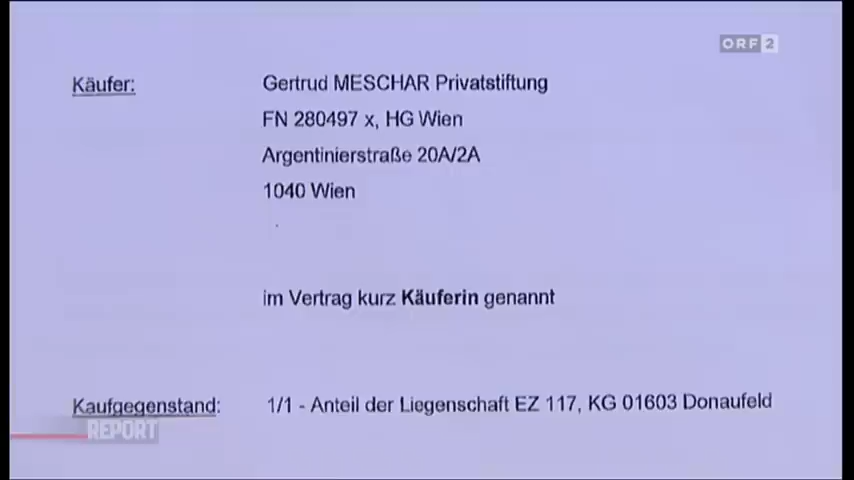 ORF 2
Käufer: Gertrud MESCHAR Privatstiftung
FN 280497 x, HG Wien
Argentinierstraße 20A/2A
1040 Wien
im Vertrag kurz Käuferin genannt
Kaufgegenstand: 1/1 - Anteil der Liegenschaft EZ 117, KG 01603 Donaufeld
REPORT